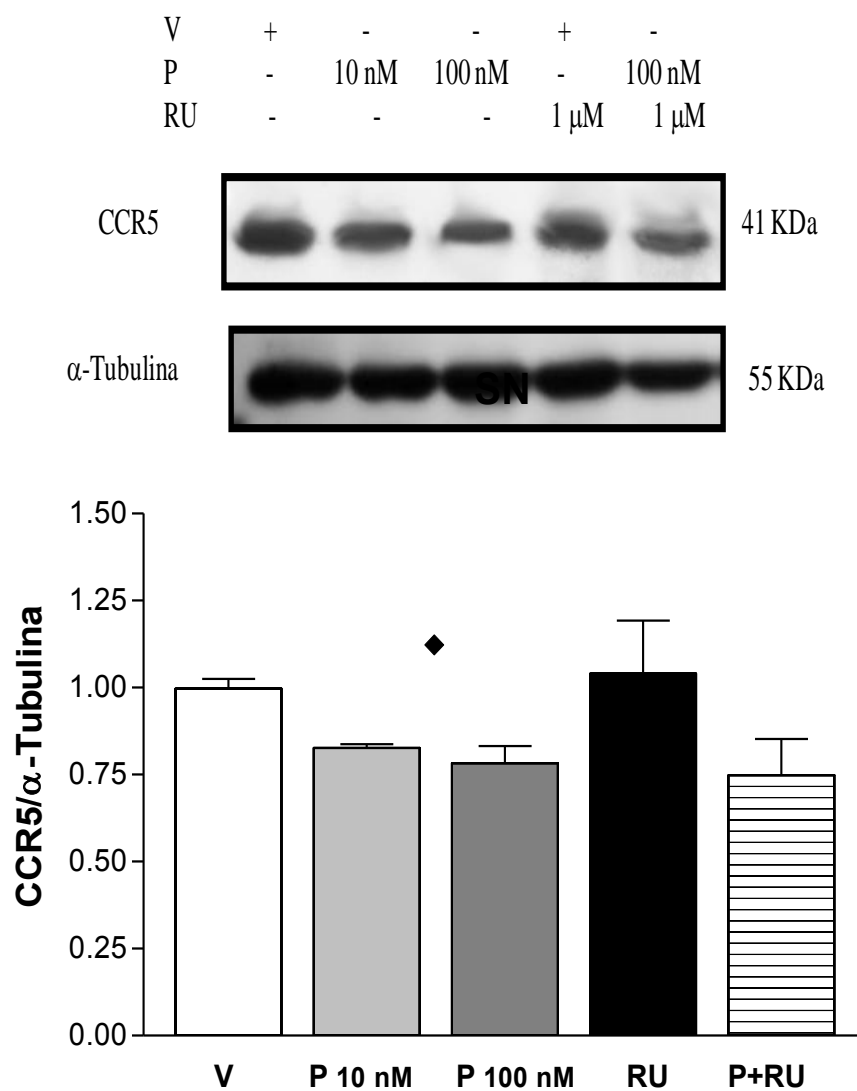 V + - - + -
P - 10 nM 100 nM - 100 nM
RU - - - 1 μM 1 μM
CCR5 41 KDa
α-Tubulina SN 55 KDa
1.50
1.25
1.00
0.75
0.50
0.25
0.00
CCR5/α-Tubulina
V P 10 nM P 100 nM RU P+RU